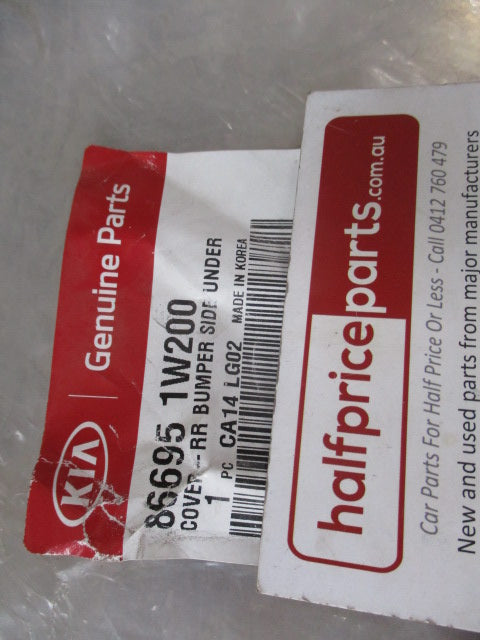 KIA | Genuine Parts
86695 1W200
COVER - RR BUMPER SIDE UNDER
1 PC CA14 LG02 MADE IN KOREA
halfpriceparts.com.au
Car Parts For Half Price Or Less - Call 0412 760 479
New and used parts from major manufacturers